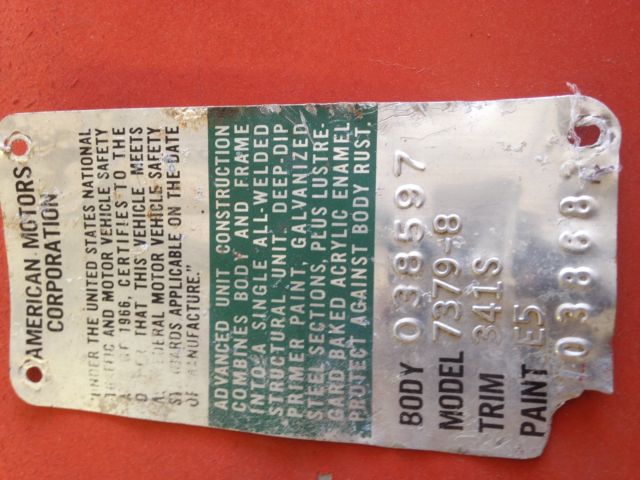 AMERICAN MOTORS
CORPORATION
UNDER THE UNITED STATES NATIONAL
TRAFFIC AND MOTOR VEHICLE SAFETY
OF 1966, CERTIFIES TO THE
THAT THIS VEHICLE MEETS
FEDERAL MOTOR VEHICLE SAFETY
APPLICABLE ON THE DATE
OF MANUFACTURE."
ADVANCED UNIT CONSTRUCTION
COMBINES BODY AND FRAME
INTO A SINGLE ALL-WELDED
STRUCTURAL UNIT. DEEP-DIP
PRIMER PAINT, GALVANIZED
STEEL SECTIONS, PLUS LUSTRE-
GARD BAKED ACRYLIC ENAMEL
PROTECT AGAINST BODY RUST
BODY 038597
MODEL 7379-8
TRIM 341S
PAINT E5